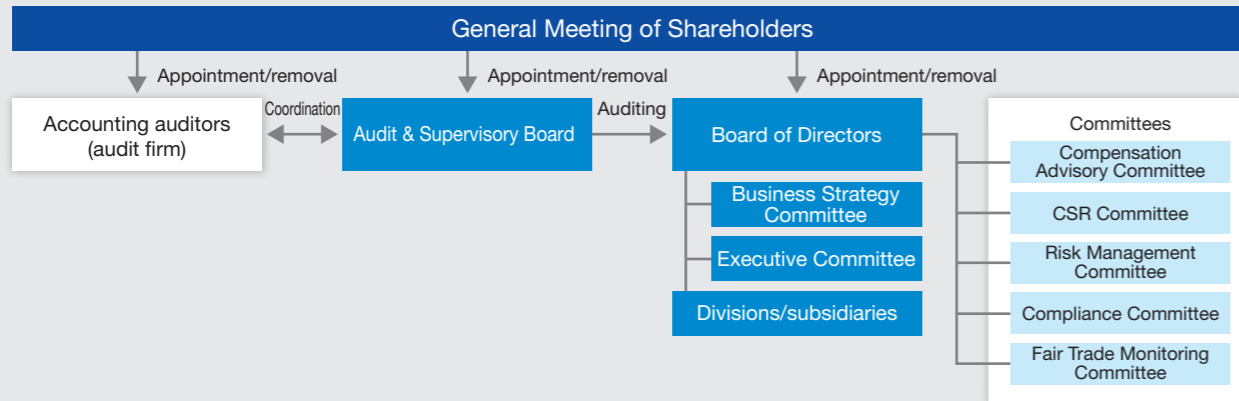 General Meeting of Shareholders
Appointment/removal
Appointment/removal
Appointment/removal
Accounting auditors
(audit firm)
Coordination
Audit & Supervisory Board
Auditing
Board of Directors
Business Strategy
Committee
Executive Committee
Divisions/subsidiaries
Committees
Compensation
Advisory Committee
CSR Committee
Risk Management
Committee
Compliance Committee
Fair Trade Monitoring
Committee